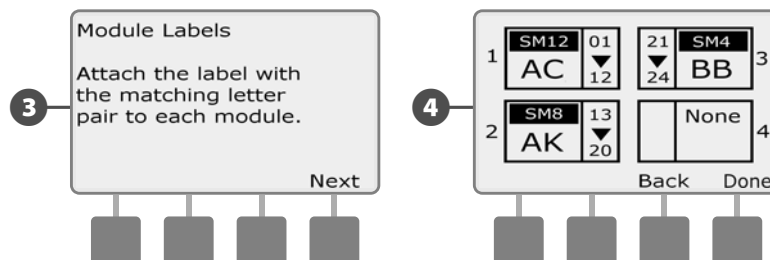 3
Module Labels
Attach the label with
the matching letter
pair to each module.
Next
4
1
SM12
AC
01
12
21
24
SM4
BB
3
2
SM8
AK
13
20
None
4
Back Done